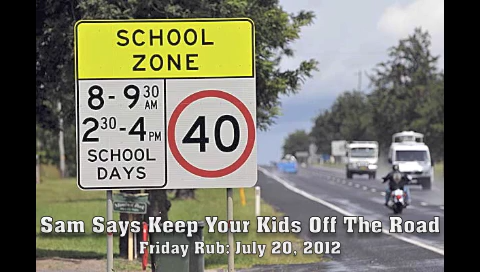 SCHOOL
ZONE
8-9 30 AM
2 30 - 4 PM
SCHOOL
DAYS
40
Sam Says Keep Your Kids Off The Road
Friday Rub: July 20, 2012